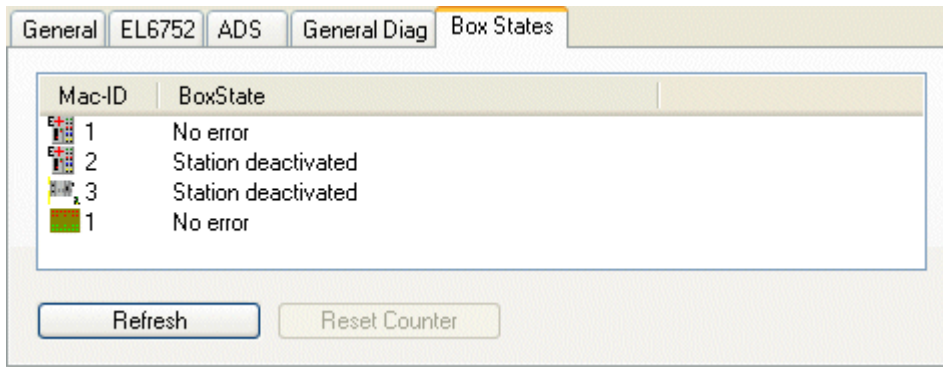 General EL6752 ADS General Diag Box States
Mac-ID BoxState
1 No error
2 Station deactivated
3 Station deactivated
1 No error
Refresh Reset Counter